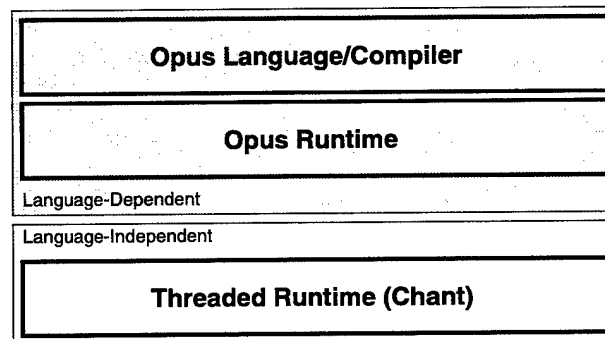 Opus Language/Compiler
Opus Runtime
Language-Dependent
Language-Independent
Threaded Runtime (Chant)